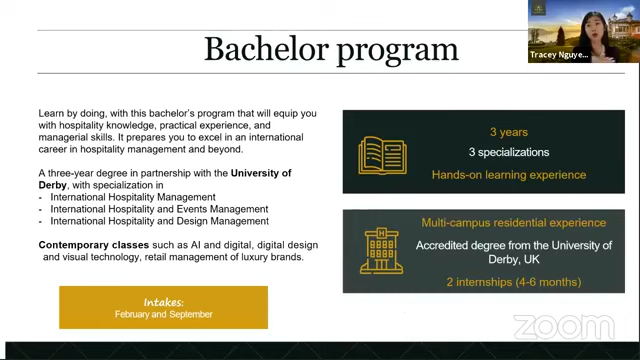 Bachelor program
Tracey Nguye...
Learn by doing, with this bachelor's program that will equip you
with hospitality knowledge, practical experience, and
managerial skills. It prepares you to excel in an international
career in hospitality management and beyond.
A three-year degree in partnership with the University of
Derby, with specialization in
- International Hospitality Management
- International Hospitality and Events Management
- International Hospitality and Design Management
Contemporary classes such as AI and digital, digital design
and visual technology, retail management of luxury brands.
Intakes:
February and September
3 years
3 specializations
Hands-on learning experience
H
Multi-campus residential experience
Accredited degree from the University of
Derby, UK
2 internships (4-6 months)
zoom